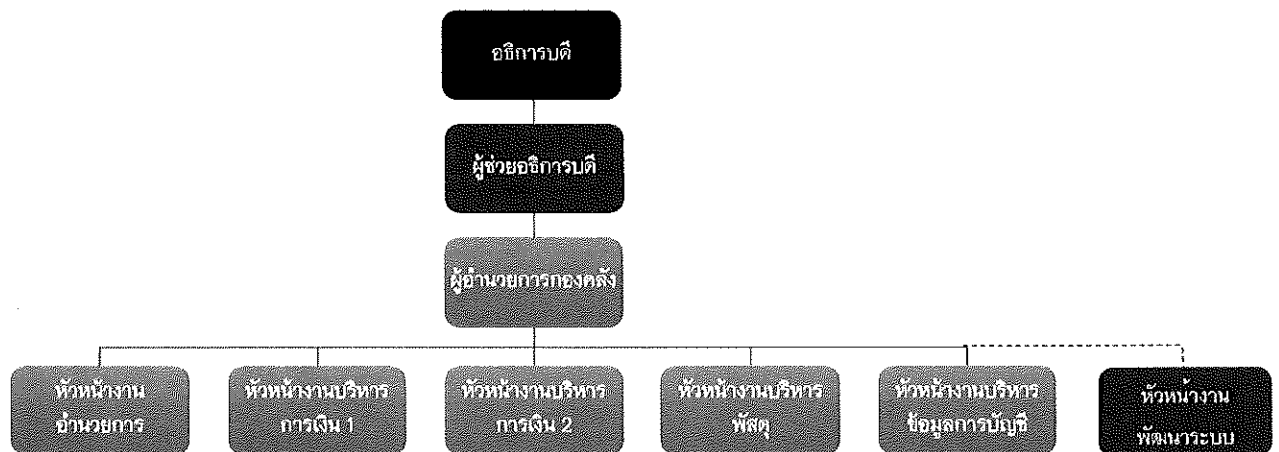 อธิการบดี
ผู้ช่วยอธิการบดี
ผู้อำนวยการกองคลัง
หัวหน้างาน
อำนวยการ
หัวหน้างานบริหาร
การเงิน 1
หัวหน้างานบริหาร
การเงิน 2
หัวหน้างานบริหาร
พัสดุ
หัวหน้างานบริหาร
ข้อมูลการบัญชี
หัวหน้างาน
พัฒนาระบบ